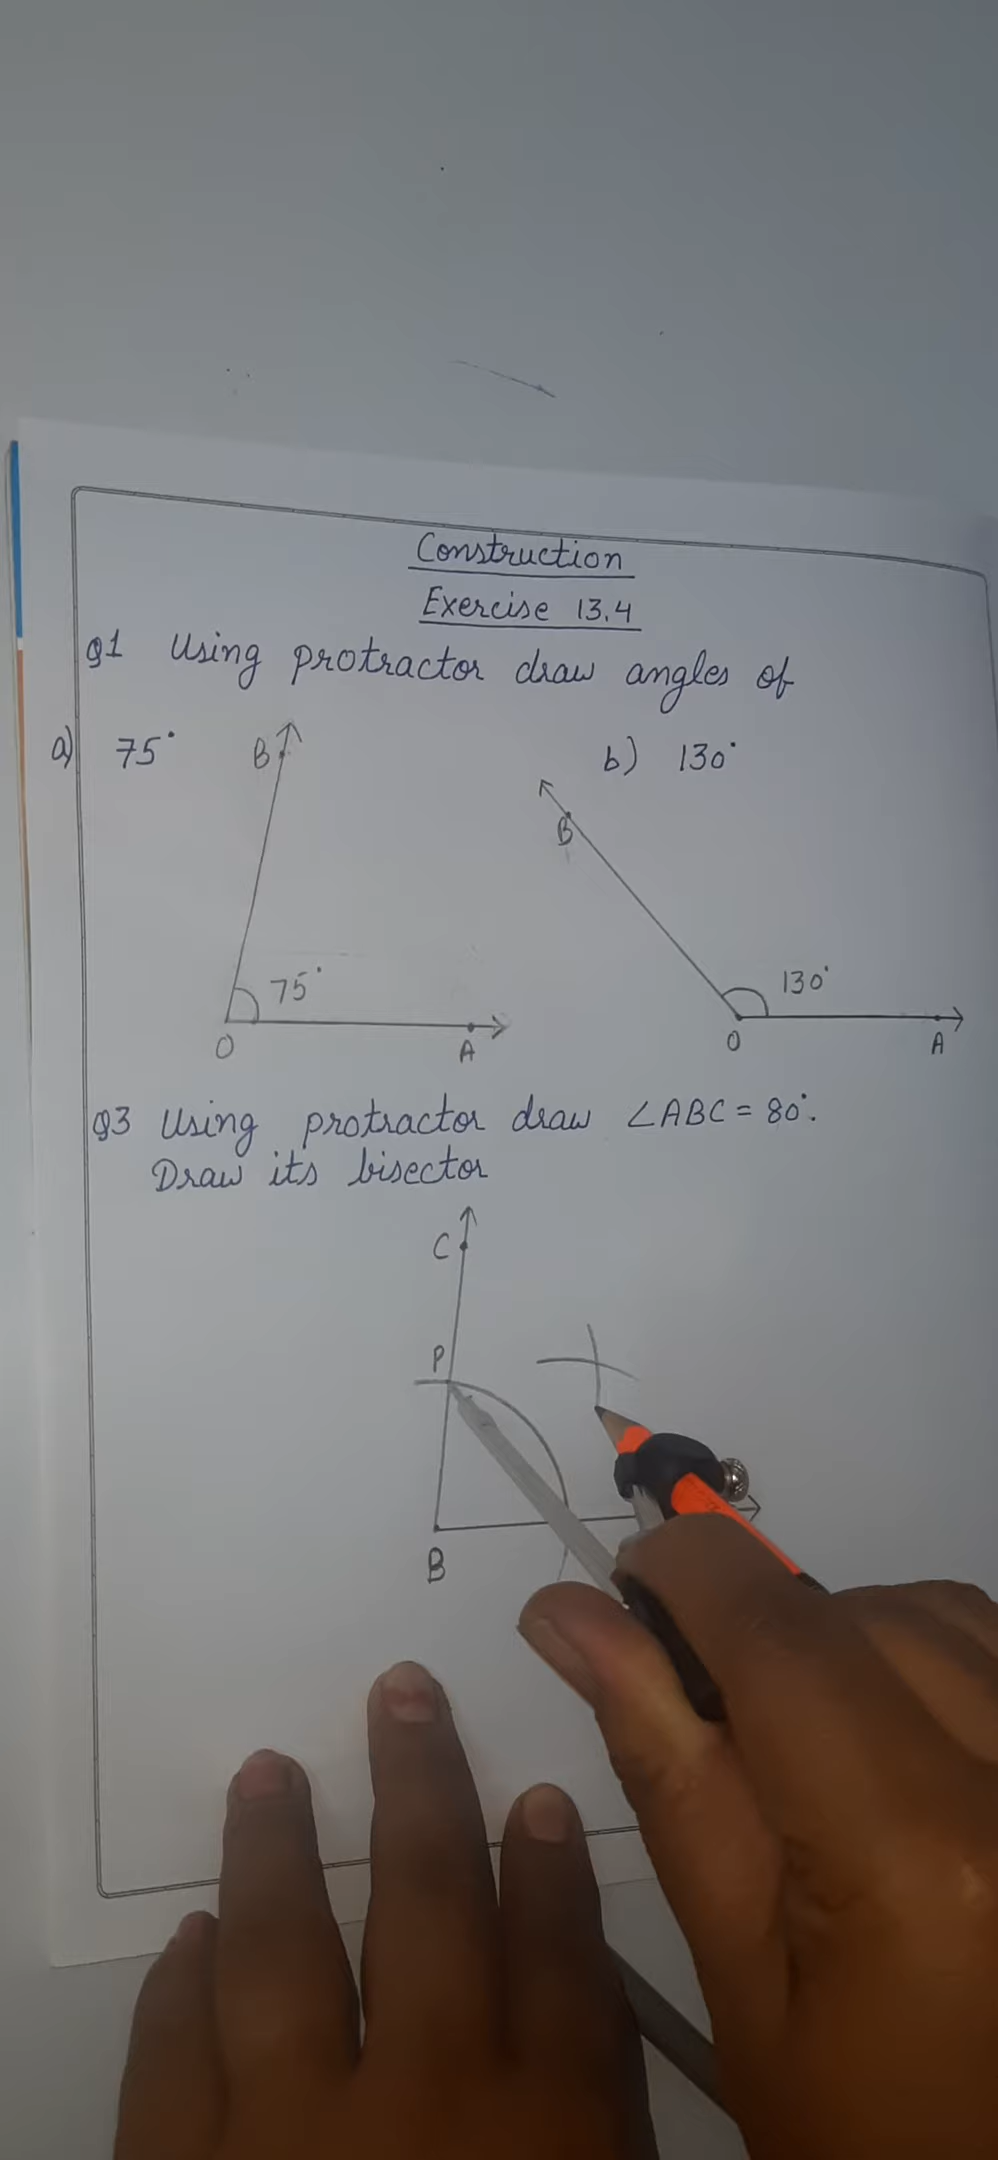 Construction
Exercise 13.4
Q1 Using protractor draw angles of
a) 75°
b) 130°
B
B
75°
130°
O
A
O
A
Q3 Using protractor draw ∠ABC = 80°.
Draw its bisector
C
P
B